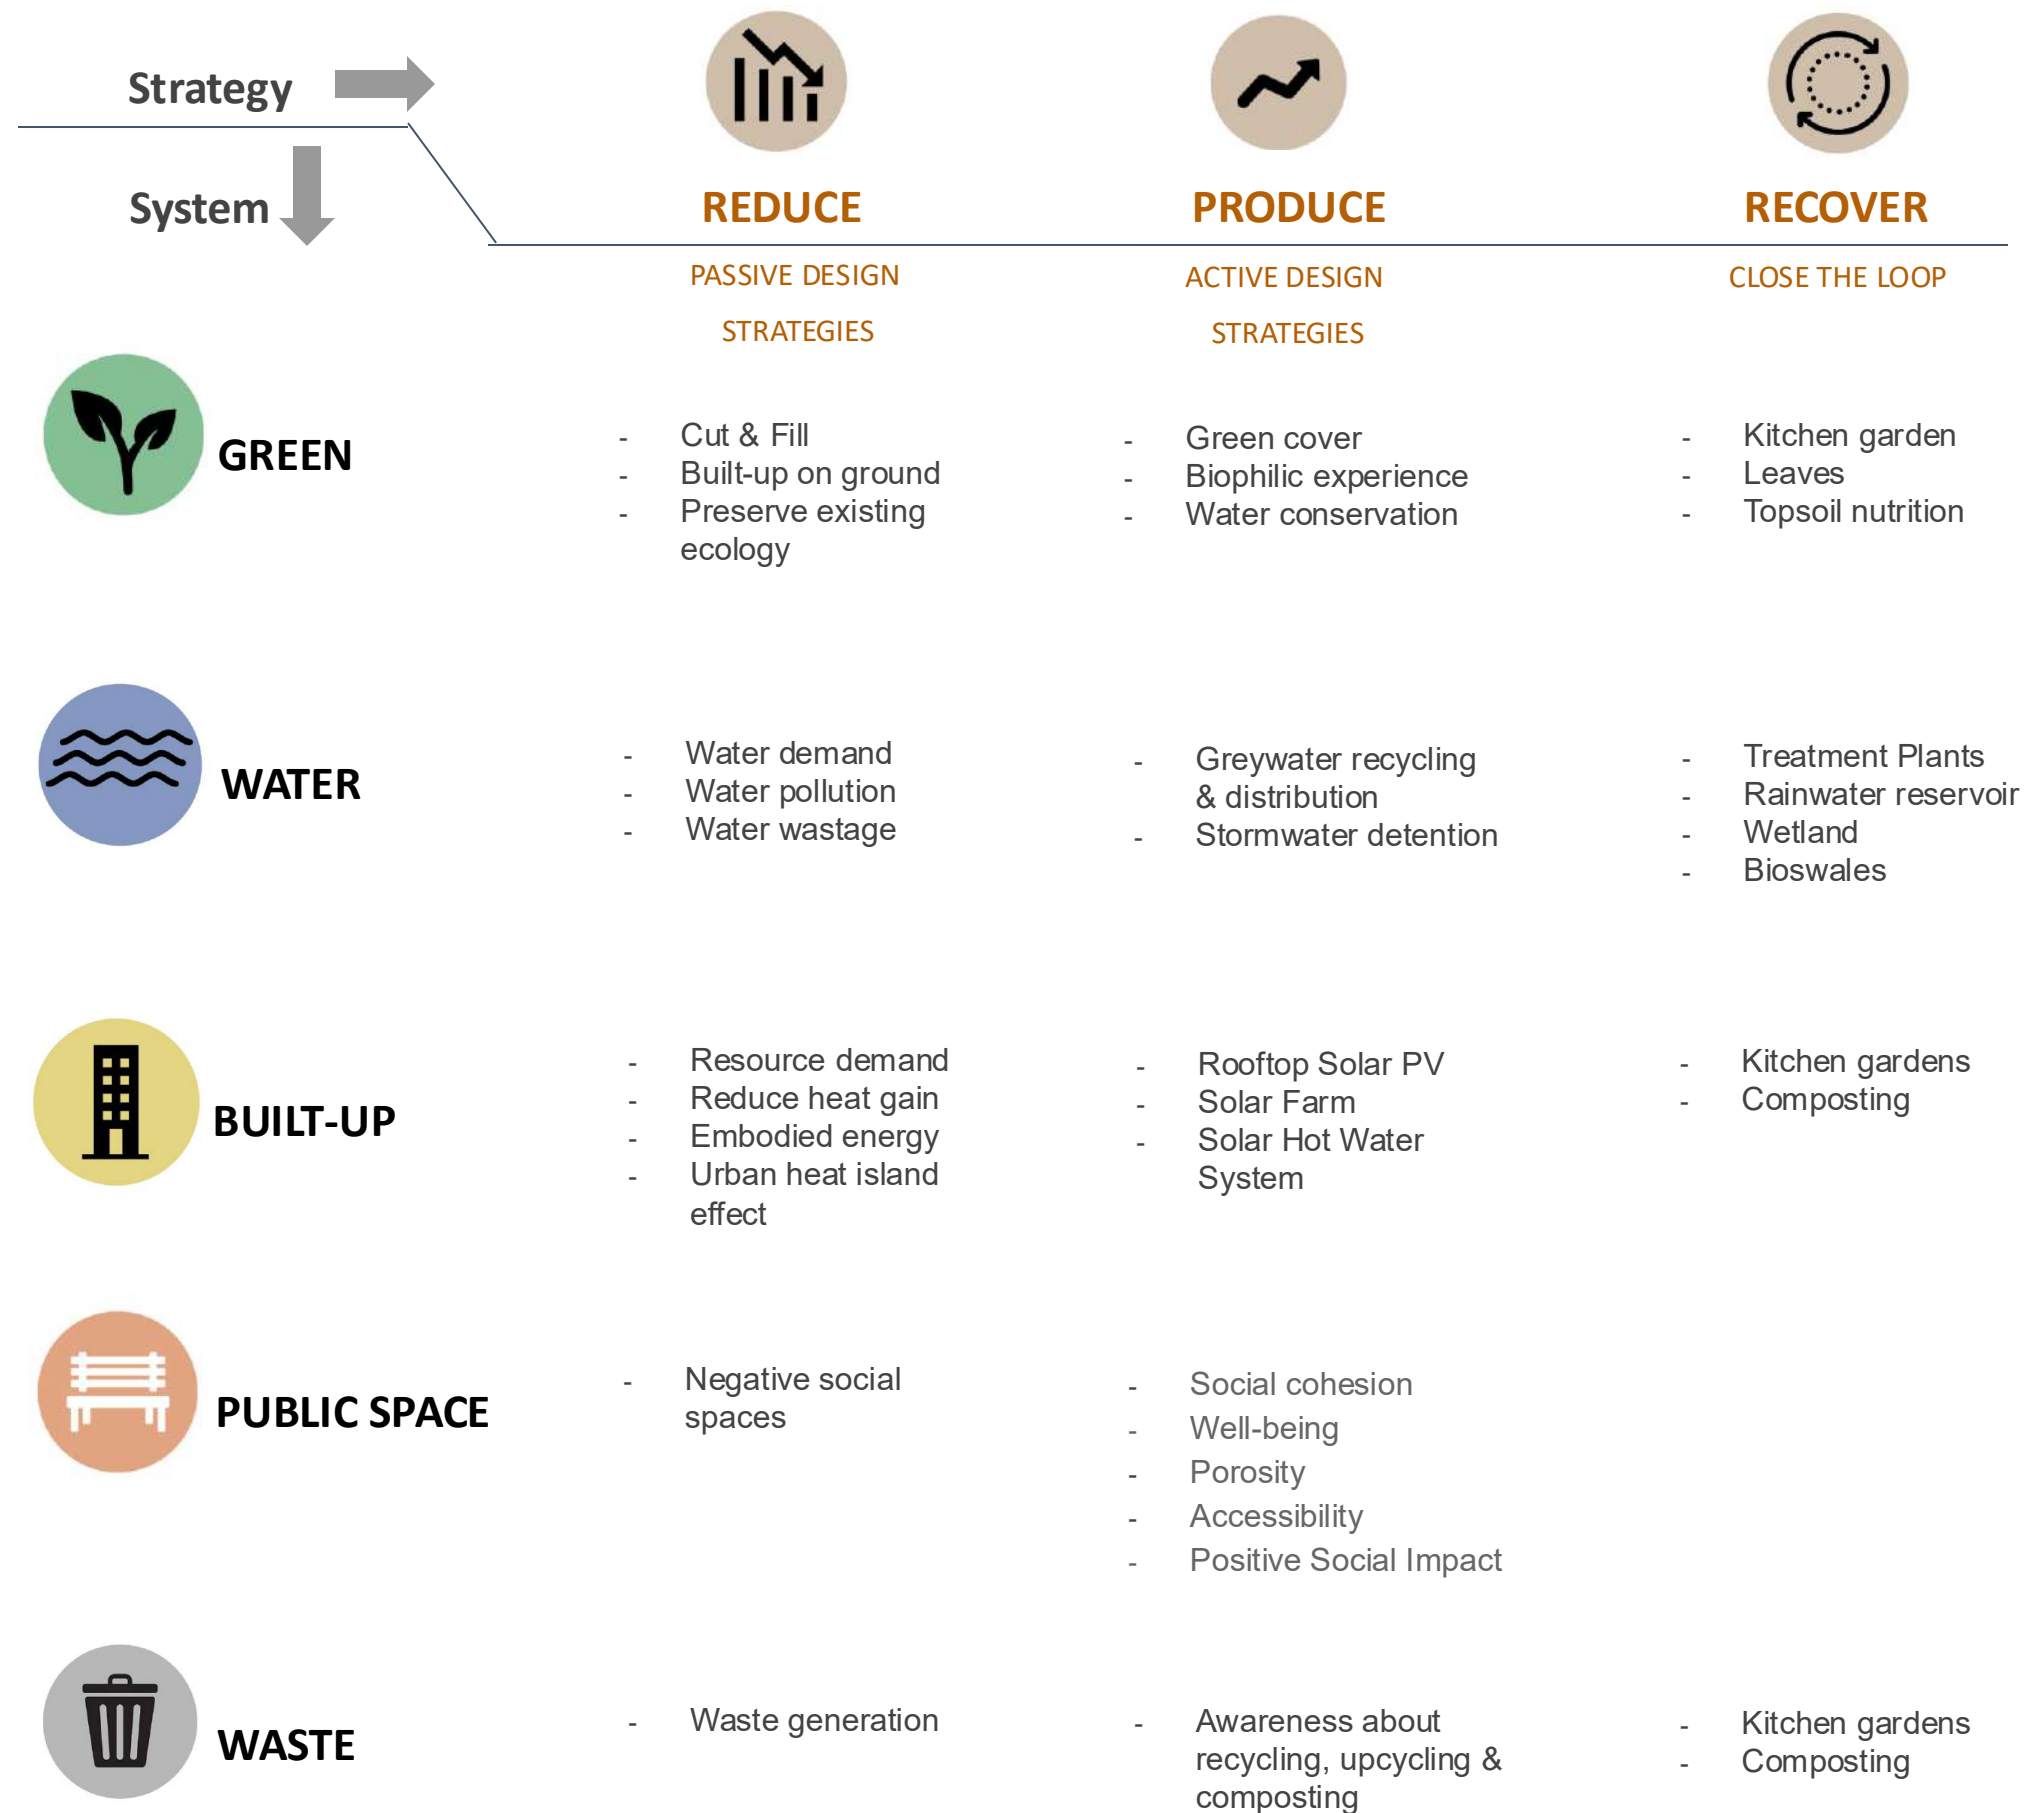 Strategy
System
REDUCE
PRODUCE
RECOVER
PASSIVE DESIGN
STRATEGIES
ACTIVE DESIGN
STRATEGIES
CLOSE THE LOOP
GREEN
- Cut & Fill
- Built-up on ground
- Preserve existing
ecology
- Green cover
- Biophilic experience
- Water conservation
- Kitchen garden
- Leaves
- Topsoil nutrition
WATER
- Water demand
- Water pollution
- Water wastage
- Greywater recycling
& distribution
- Stormwater detention
- Treatment Plants
- Rainwater reservoir
- Wetland
- Bioswales
BUILT-UP
- Resource demand
- Reduce heat gain
- Embodied energy
- Urban heat island
effect
- Rooftop Solar PV
- Solar Farm
- Solar Hot Water
System
- Kitchen gardens
- Composting
PUBLIC SPACE
- Negative social
spaces
- Social cohesion
- Well-being
- Porosity
- Accessibility
- Positive Social Impact
WASTE
- Waste generation
- Awareness about
recycling, upcycling &
composting
- Kitchen gardens
- Composting